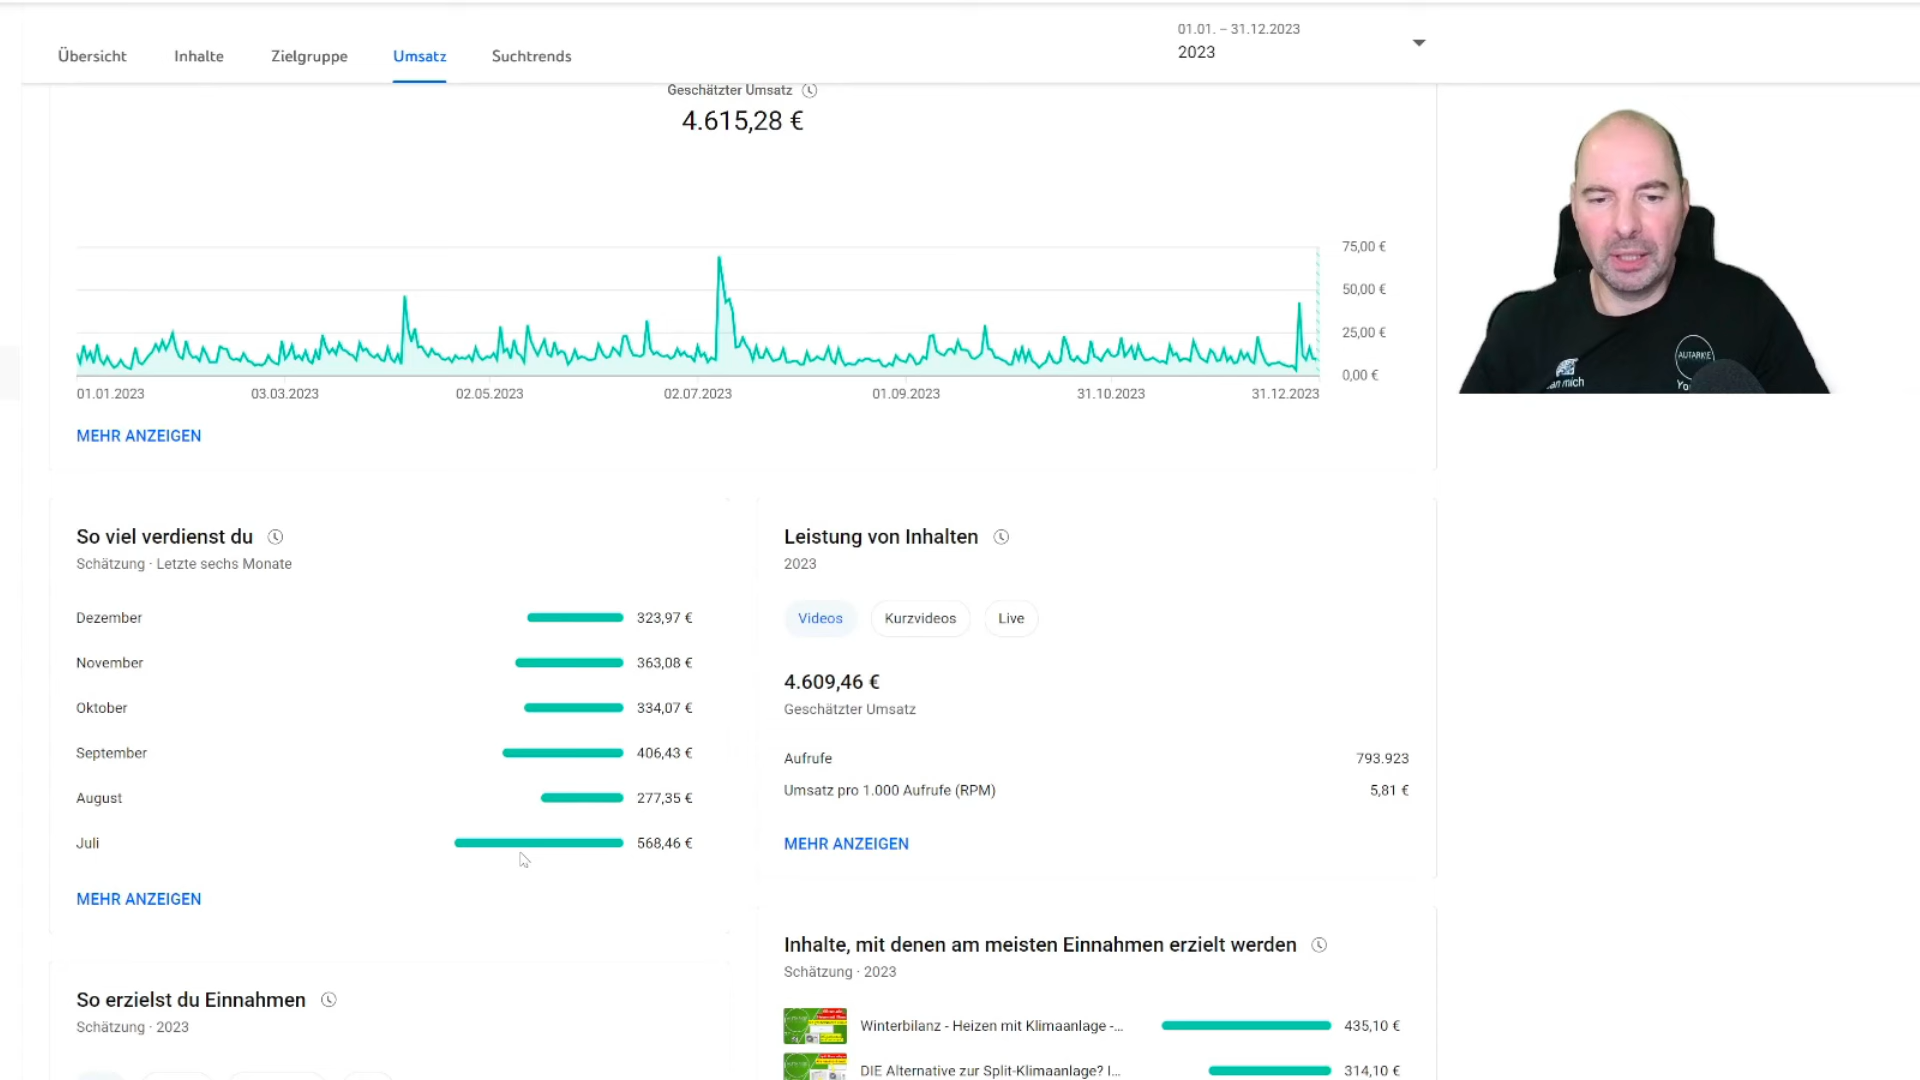 01.01. – 31.12.2023
2023
Übersicht
Inhalte
Zielgruppe
Umsatz
Suchtrends
Geschätzter Umsatz
4.615,28 €
75,00 €
50,00 €
25,00 €
0,00 €
01.01.2023
03.03.2023
02.05.2023
02.07.2023
01.09.2023
31.10.2023
31.12.2023
MEHR ANZEIGEN
AUTARKIE
mich
So viel verdienst du
Schätzung · Letzte sechs Monate
Dezember 323,97 €
November 363,08 €
Oktober 334,07 €
September 406,43 €
August 277,35 €
Juli 568,46 €
MEHR ANZEIGEN
Leistung von Inhalten
2023
Videos
Kurzvideos
Live
4.609,46 €
Geschätzter Umsatz
Aufrufe 793.923
Umsatz pro 1.000 Aufrufe (RPM) 5,81 €
MEHR ANZEIGEN
So erzielst du Einnahmen
Schätzung · 2023
Inhalte, mit denen am meisten Einnahmen erzielt werden
Schätzung · 2023
Winterbilanz - Heizen mit Klimaanlage -... 435,10 €
DIE Alternative zur Split-Klimaanlage? I... 314,10 €